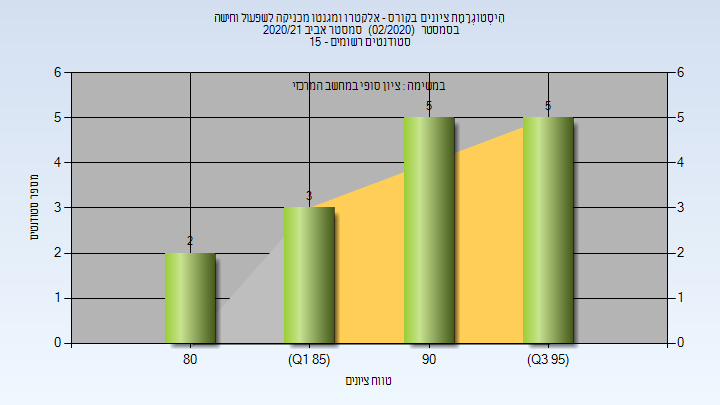 היסטוגרמת ציונים בקורס - אלקטרו ומגנטו מכניקה לשפעול וחישה
בסמסטר (02/2020) סמסטר אביב 2020/21
סטודנטים רשומים - 15
במשימה : ציון סופי במחשב המרכזי
6 6
5 5
4 4
3 3
2 2
1 1
0 0
2 3 5 5
מספר סטודנטים
80 (Q1 85) 90 (Q3 95)
טווח ציונים